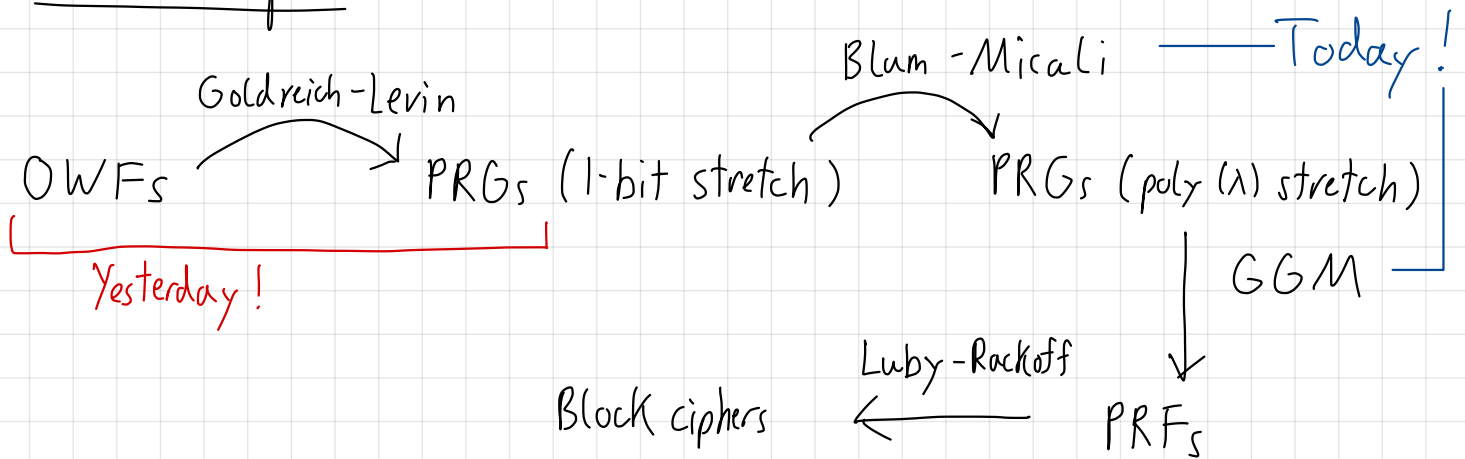 Blum-Micali
Today!
Goldreich-Levin
OWFs
PRGs (1-bit stretch)
PRGs (poly (λ) stretch)
Yesterday!
GGM
Luby-Rackoff
Block ciphers
PRFs